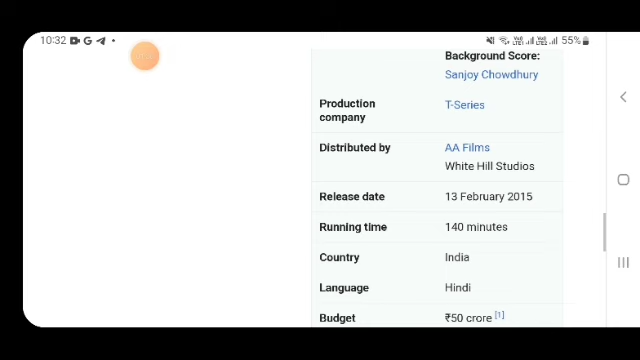 10:32 G 55%
Background Score:
Sanjoy Chowdhury
Production company T-Series
Distributed by AA Films
White Hill Studios
Release date 13 February 2015
Running time 140 minutes
Country India
Language Hindi
Budget ₹50 crore [1]